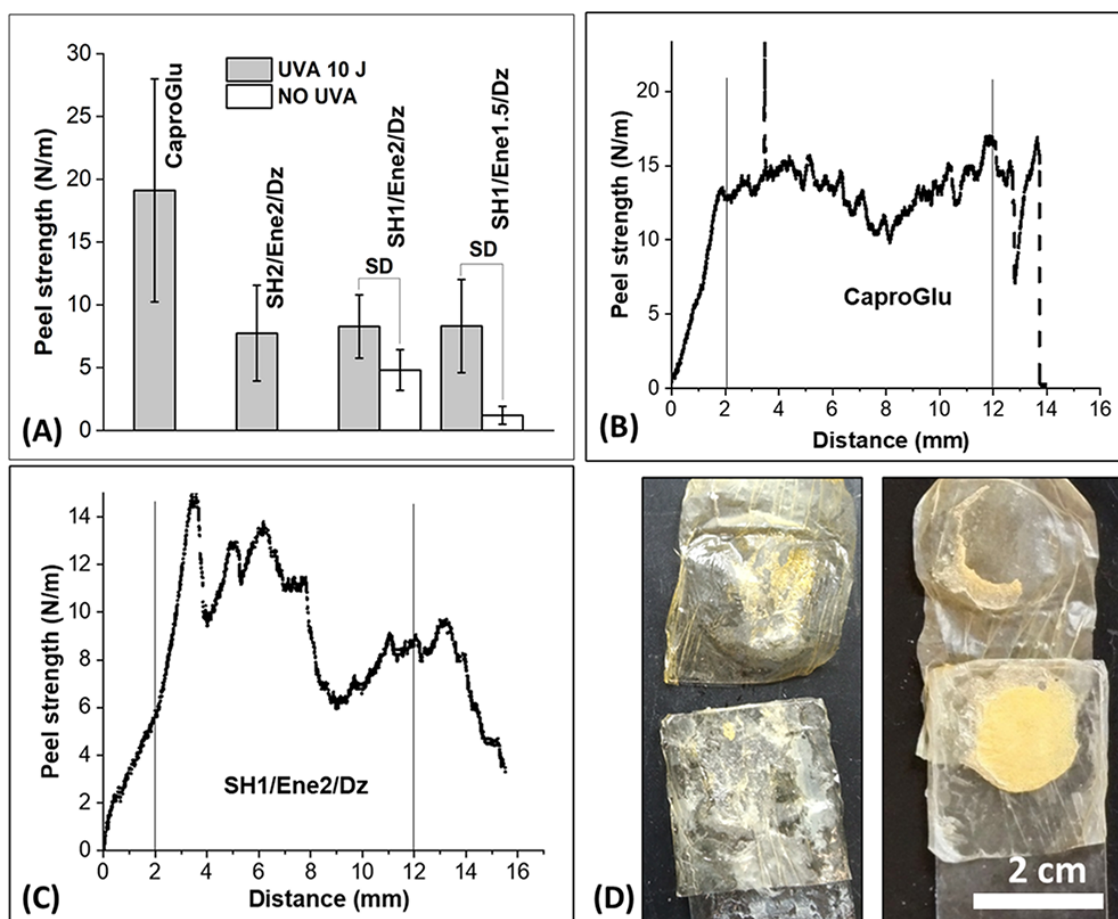 30
25
20
15
10
5
0
Peel strength (N/m)
UVA 10 J
NO UVA
CaproGlu
SH2/Ene2/Dz
SH1/Ene2/Dz
SH1/Ene1.5/Dz
SD
SD
(A)
20
15
10
5
0
Peel strength (N/m)
CaproGlu
0 2 4 6 8 10 12 14 16
Distance (mm)
(B)
14
12
10
8
6
4
2
0
Peel strength (N/m)
SH1/Ene2/Dz
0 2 4 6 8 10 12 14 16
Distance (mm)
(C)
(D)
2 cm